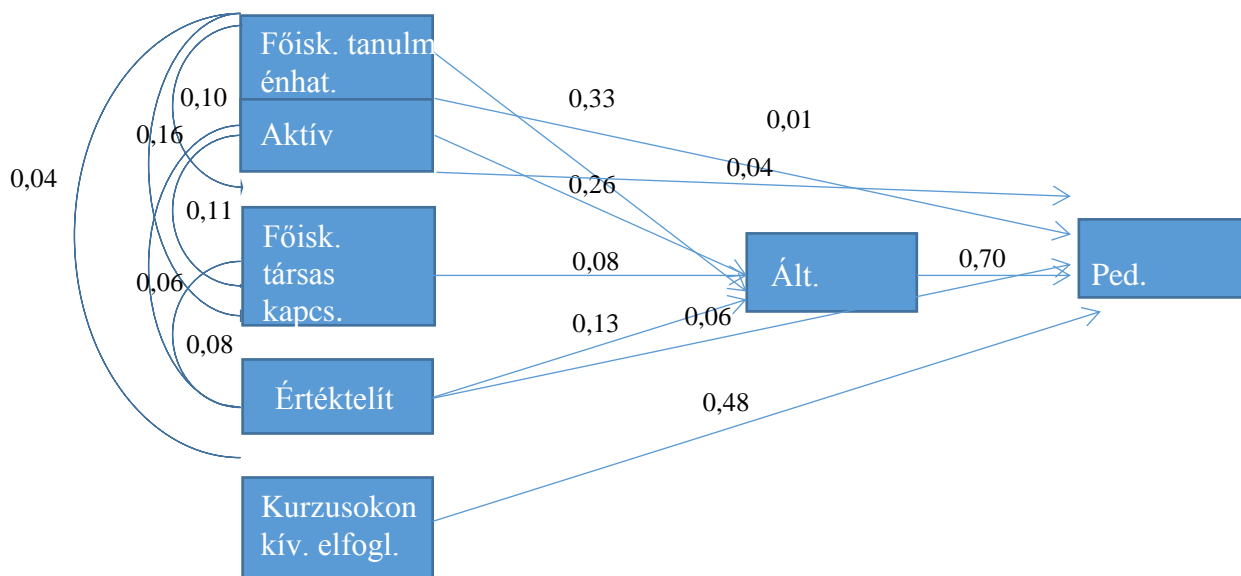 Főisk. tanulm
énhat.
0,10
0,33
0,01
Aktív
0,16
0,04
0,04
0,26
0,11
Főisk.
társas
kapcs.
0,08
Ált.
0,70
Ped.
0,06
0,13
0,06
0,08
Értéktelít
0,48
Kurzusokon
kív. elfogl.